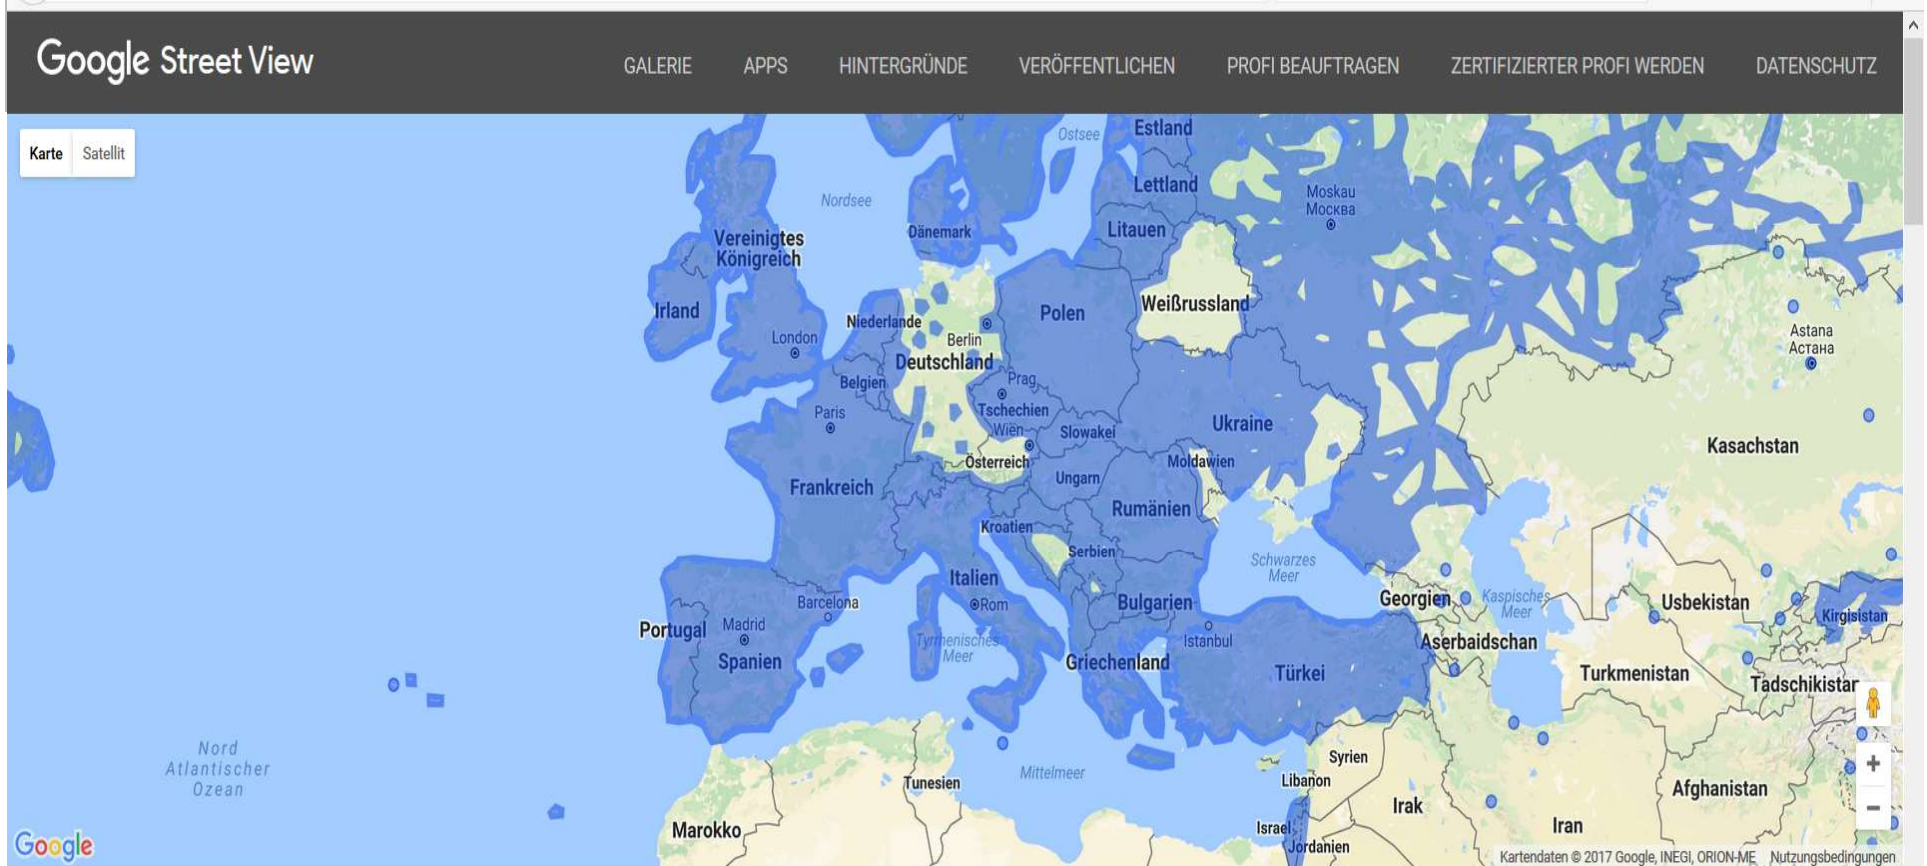 Google Street View
GALERIE
APPS
HINTERGRÜNDE
VERÖFFENTLICHEN
PROFI BEAUFTRAGEN
ZERTIFIZIERTER PROFI WERDEN
DATENSCHUTZ
Karte
Satellit
Ostsee
Estland
Lettland
Moskau
Москва
Nordsee
Dänemark
Litauen
Vereinigtes
Königreich
Irland
Niederlande
London
Berlin
Deutschland
Polen
Weißrussland
Astana
Астана
Belgien
Prag
Tschechien
Paris
Wien
Slowakei
Ukraine
Kasachstan
Österreich
Moldawien
Ungarn
Frankreich
Rumänien
Kroatien
Serbien
Schwarzes
Meer
Italien
Rom
Barcelona
Bulgarien
Georgien
Kaspisches
Meer
Usbekistan
Kirgisistan
Portugal
Madrid
Spanien
Tyrrhenisches
Meer
Istanbul
Griechenland
Türkei
Aserbaidschan
Turkmenistan
Tadschikistan
Nord
Atlantischer
Ozean
Tunesien
Mittelmeer
Syrien
Libanon
Irak
Afghanistan
Marokko
Israel
Jordanien
Iran
+
−
Google
Kartendaten © 2017 Google, INEGI, ORION-ME
Nutzungsbedingungen